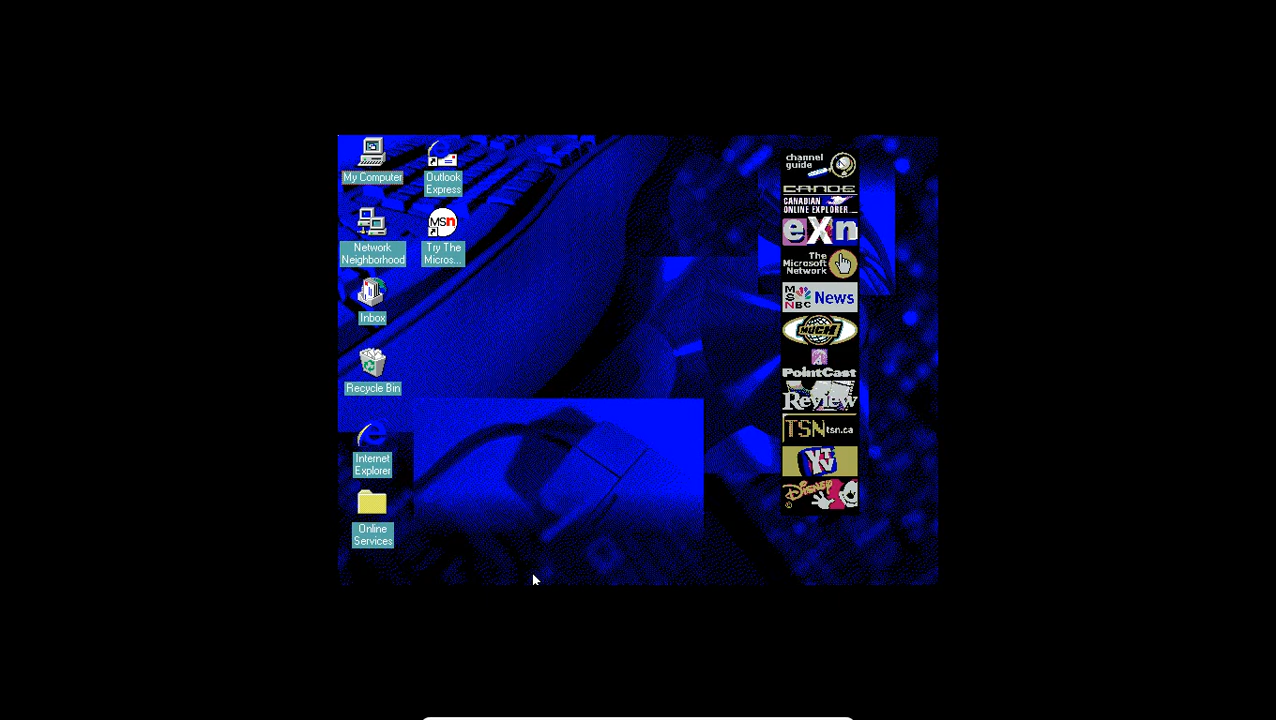 My Computer
Outlook
Express
Network
Neighborhood
MSn
Try The
Micros...
Inbox
Recycle Bin
Internet
Explorer
Online
Services
channel
guide
CANOE
CANADIAN
ONLINE EXPLORER
eXn
The
Microsoft
Network
MSNBC News
MUCH
PointCast
Review
TSN tsn.ca
YTV
DISNEY
©